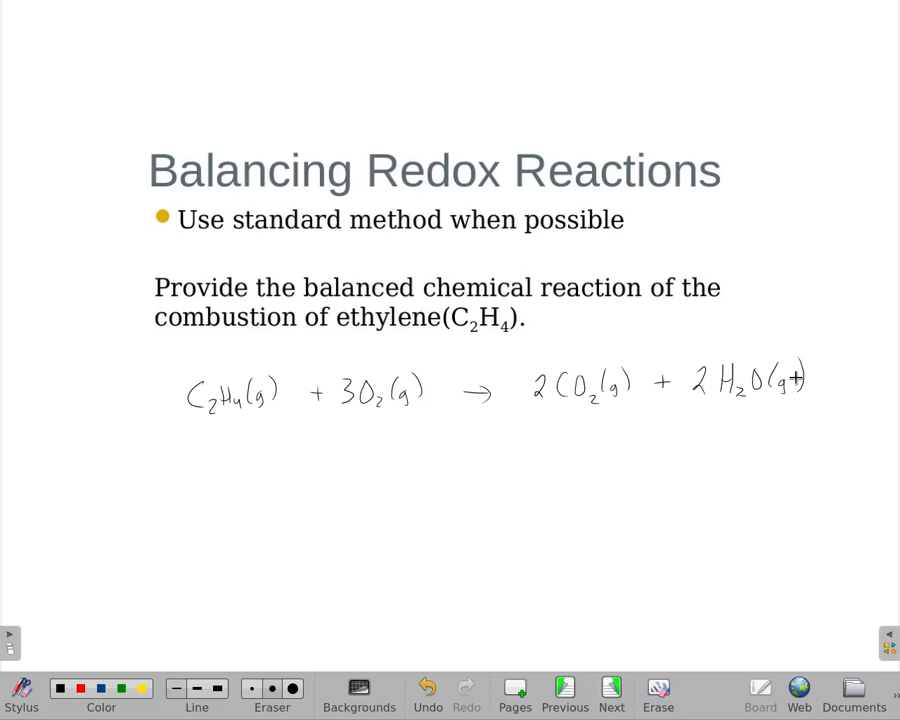 Balancing Redox Reactions
Use standard method when possible
Provide the balanced chemical reaction of the
combustion of ethylene(C₂H₄).
C₂H₄(g) + 3O₂(g) → 2CO₂(g) + 2H₂O(g)
Stylus Color Line Eraser Backgrounds Undo Redo Pages Previous Next Erase Board Web Documents